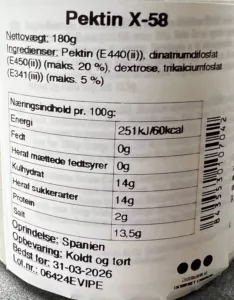 Pektin X-58
Nettovægt: 180g
Ingredienser: Pektin (E440(ii)), dinatriumdifosfat
(E450(ii)) (maks. 20 %), dextrose, trikalciumfosfat
(E341(iii)) (maks. 5 %)
Næringsindhold pr. 100g:
Energi 251kJ/60kcal
Fedt 0g
Heraf mættede fedtsyrer 0g
Kulhydrat 14g
Heraf sukkerarter 14g
Protein 2g
Salt 13,5g
Oprindelse: Spanien
Opbevaring: Koldt og tørt
Bedst før: 31-03-2026
Lot.nr.: 06424EVIPE